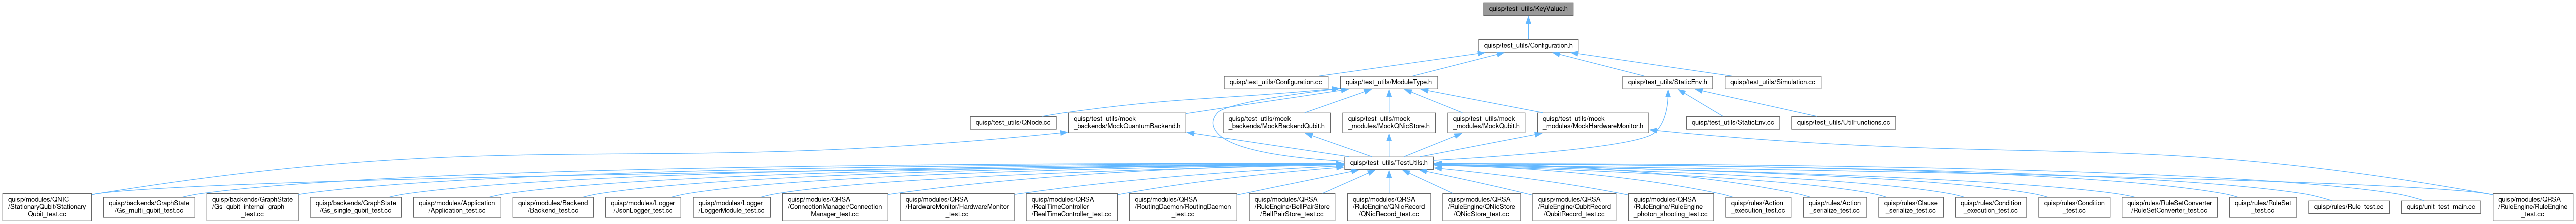 quisp/test_utils/KeyValue.h
quisp/test_utils/Configuration.h
quisp/test_utils/Configuration.cc
quisp/test_utils/ModuleType.h
quisp/test_utils/StaticEnv.h
quisp/test_utils/Simulation.cc
quisp/test_utils/QNode.cc
quisp/test_utils/mock
_backends/MockQuantumBackend.h
quisp/test_utils/mock
_backends/MockBackendQubit.h
quisp/test_utils/mock
_modules/MockQNicStore.h
quisp/test_utils/mock
_modules/MockQubit.h
quisp/test_utils/mock
_modules/MockHardwareMonitor.h
quisp/test_utils/StaticEnv.cc
quisp/test_utils/UtilFunctions.cc
quisp/test_utils/TestUtils.h
quisp/modules/QNIC
/StationaryQubit/Stationary
Qubit_test.cc
quisp/backends/GraphState
/Gs_multi_qubit_test.cc
quisp/backends/GraphState
/Gs_qubit_internal_graph
_test.cc
quisp/backends/GraphState
/Gs_single_qubit_test.cc
quisp/modules/Application
/Application_test.cc
quisp/modules/Backend
/Backend_test.cc
quisp/modules/Logger
/JsonLogger_test.cc
quisp/modules/Logger
/LoggerModule_test.cc
quisp/modules/QRSA
/ConnectionManager/Connection
Manager_test.cc
quisp/modules/QRSA
/HardwareMonitor/HardwareMonitor
_test.cc
quisp/modules/QRSA
/RealTimeController
/RealTimeController_test.cc
quisp/modules/QRSA
/RoutingDaemon/RoutingDaemon
_test.cc
quisp/modules/QRSA
/RuleEngine/BellPairStore
/BellPairStore_test.cc
quisp/modules/QRSA
/RuleEngine/QNicRecord
/QNicRecord_test.cc
quisp/modules/QRSA
/RuleEngine/QNicStore
/QNicStore_test.cc
quisp/modules/QRSA
/RuleEngine/QubitRecord
/QubitRecord_test.cc
quisp/modules/QRSA
/RuleEngine/RuleEngine
_photon_shooting_test.cc
quisp/rules/Action
_execution_test.cc
quisp/rules/Action
_serialize_test.cc
quisp/rules/Clause
_serialize_test.cc
quisp/rules/Condition
_execution_test.cc
quisp/rules/Condition
_test.cc
quisp/rules/RuleSetConverter
/RuleSetConverter_test.cc
quisp/rules/RuleSet
_test.cc
quisp/rules/Rule_test.cc
quisp/unit_test_main.cc
quisp/modules/QRSA
/RuleEngine/RuleEngine
_test.cc